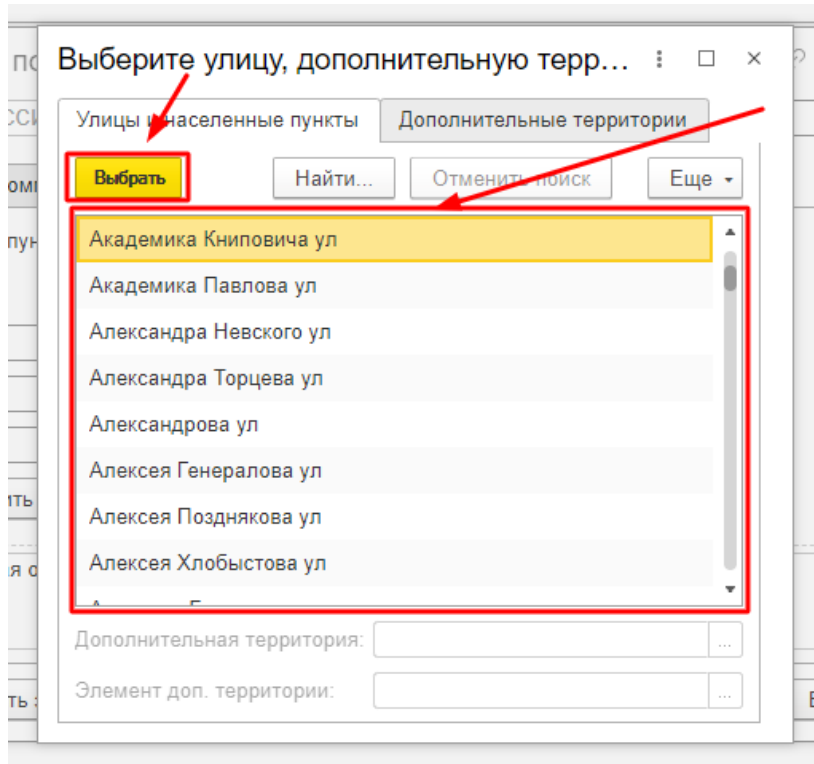 Выберите улицу, дополнительную терр...
Улицы и населенные пункты
Дополнительные территории
Выбрать
Найти...
Отменить поиск
Еще
Академика Книповича ул
Академика Павлова ул
Александра Невского ул
Александра Торцева ул
Александрова ул
Алексея Генералова ул
Алексея Позднякова ул
Алексея Хлобыстова ул
Дополнительная территория:
...
Элемент доп. территории:
...